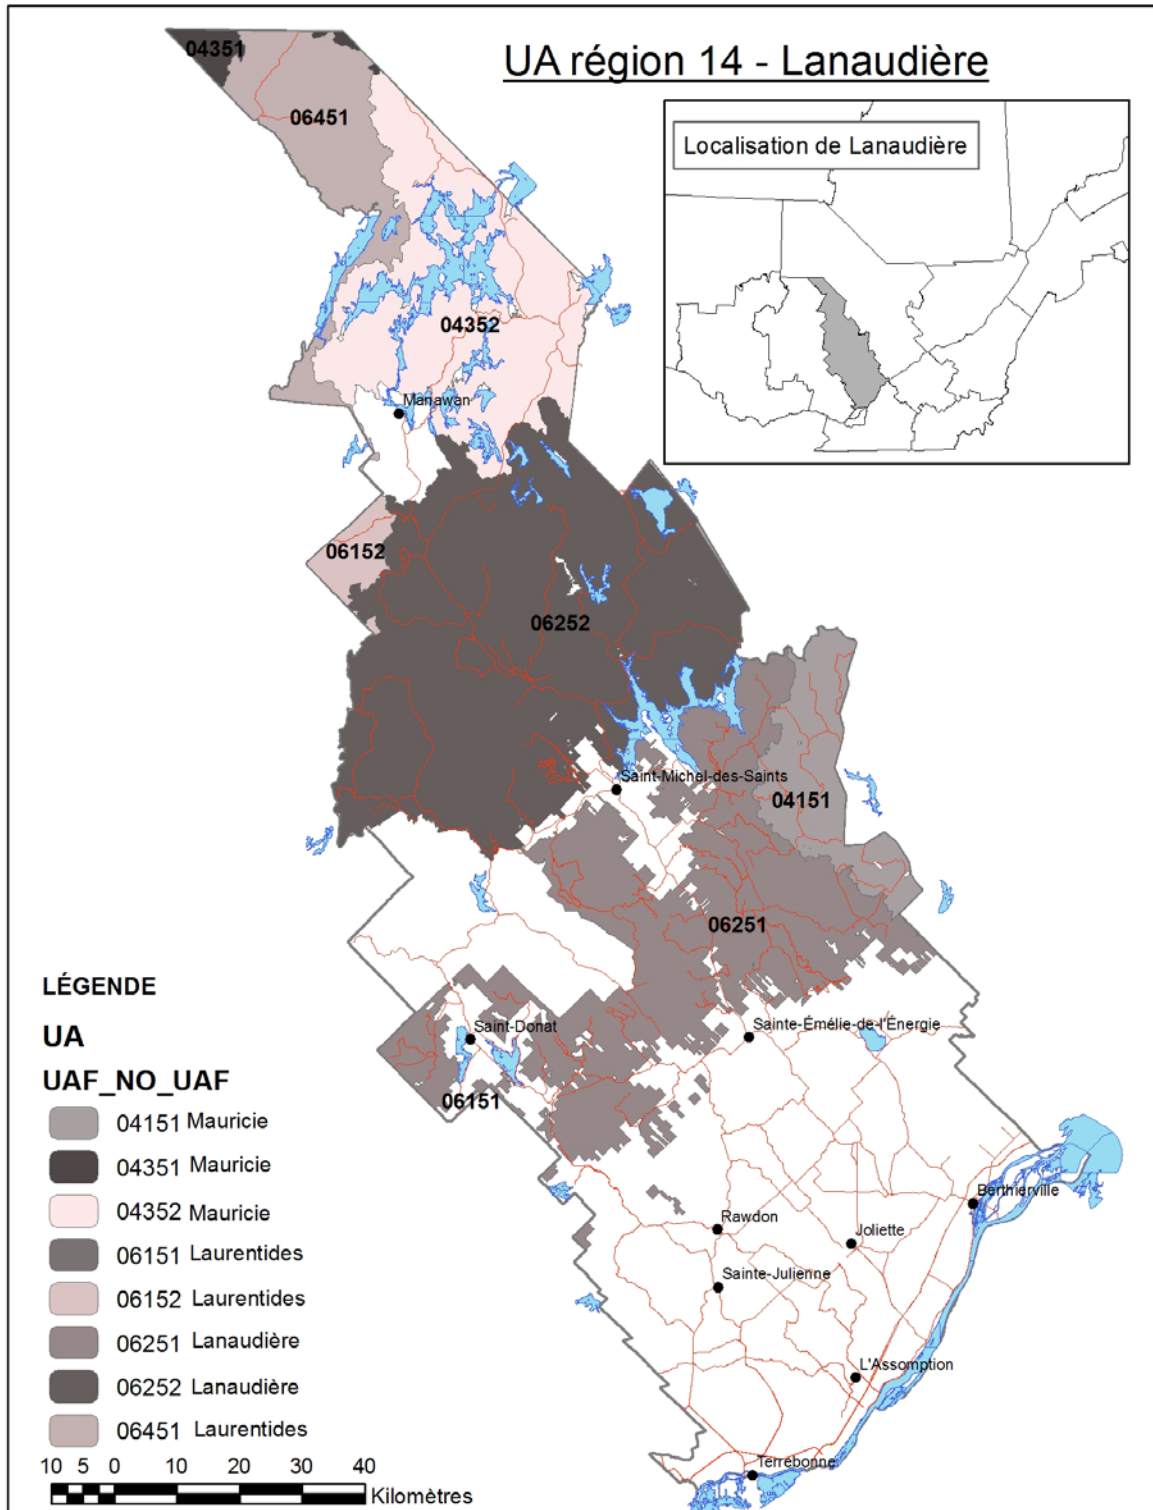 UA région 14 - Lanaudière
Localisation de Lanaudière
04351
06451
04352
Manawan
06152
06252
Saint-Michel-des-Saints
04151
06251
Saint-Donat
Sainte-Émélie-de-l'Énergie
06151
Berthierville
Rawdon
Joliette
Sainte-Julienne
L'Assomption
Terrebonne
LÉGENDE
UA
UAF_NO_UAF
04151 Mauricie
04351 Mauricie
04352 Mauricie
06151 Laurentides
06152 Laurentides
06251 Lanaudière
06252 Lanaudière
06451 Laurentides
10 5 0 10 20 30 40
Kilomètres